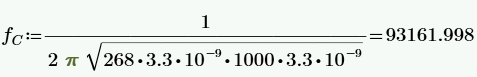 f_C := 1 / (2 π √(268 • 3.3 • 10⁻⁹ • 1000 • 3.3 • 10⁻⁹)) = 93161.998